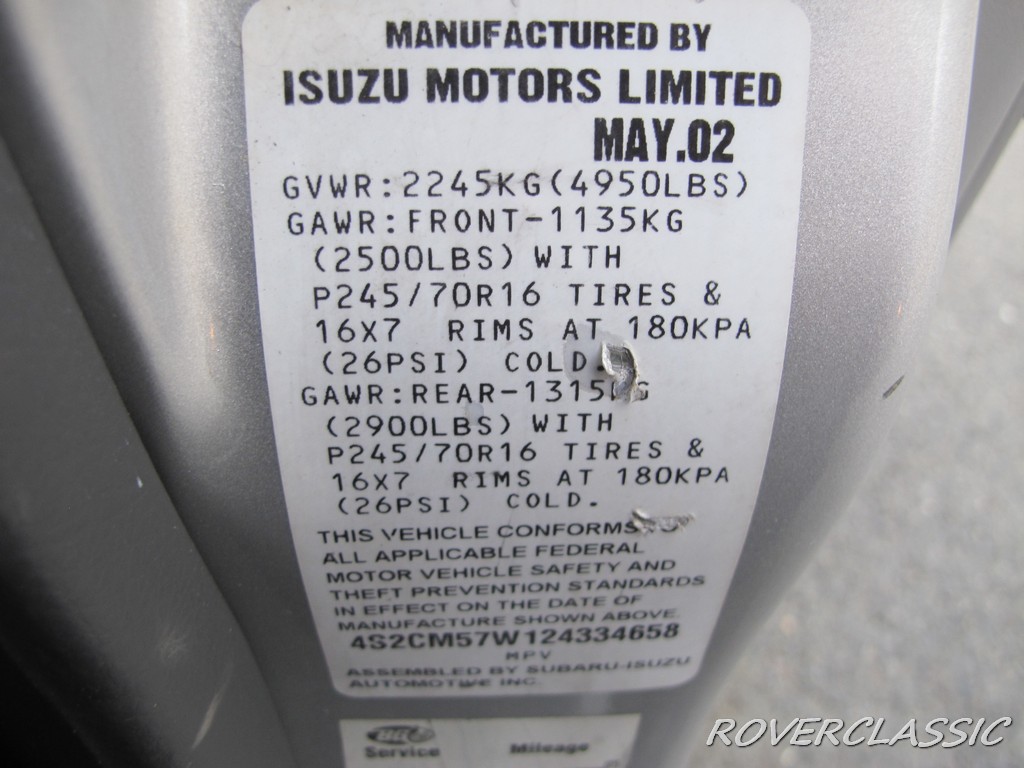 MANUFACTURED BY
ISUZU MOTORS LIMITED
MAY.02
GVWR:2245KG(4950LBS)
GAWR:FRONT-1135KG
(2500LBS) WITH
P245/70R16 TIRES &
16X7 RIMS AT 180KPA
(26PSI) COLD.
GAWR:REAR-1315KG
(2900LBS) WITH
P245/70R16 TIRES &
16X7 RIMS AT 180KPA
(26PSI) COLD.
THIS VEHICLE CONFORMS TO
ALL APPLICABLE FEDERAL
MOTOR VEHICLE SAFETY AND
THEFT PREVENTION STANDARDS
IN EFFECT ON THE DATE OF
MANUFACTURE SHOWN ABOVE.
4S2CM57W124334658
MPV
ASSEMBLED BY SUBARU-ISUZU
AUTOMOTIVE INC.
Service Mileage
ROVERCLASSIC